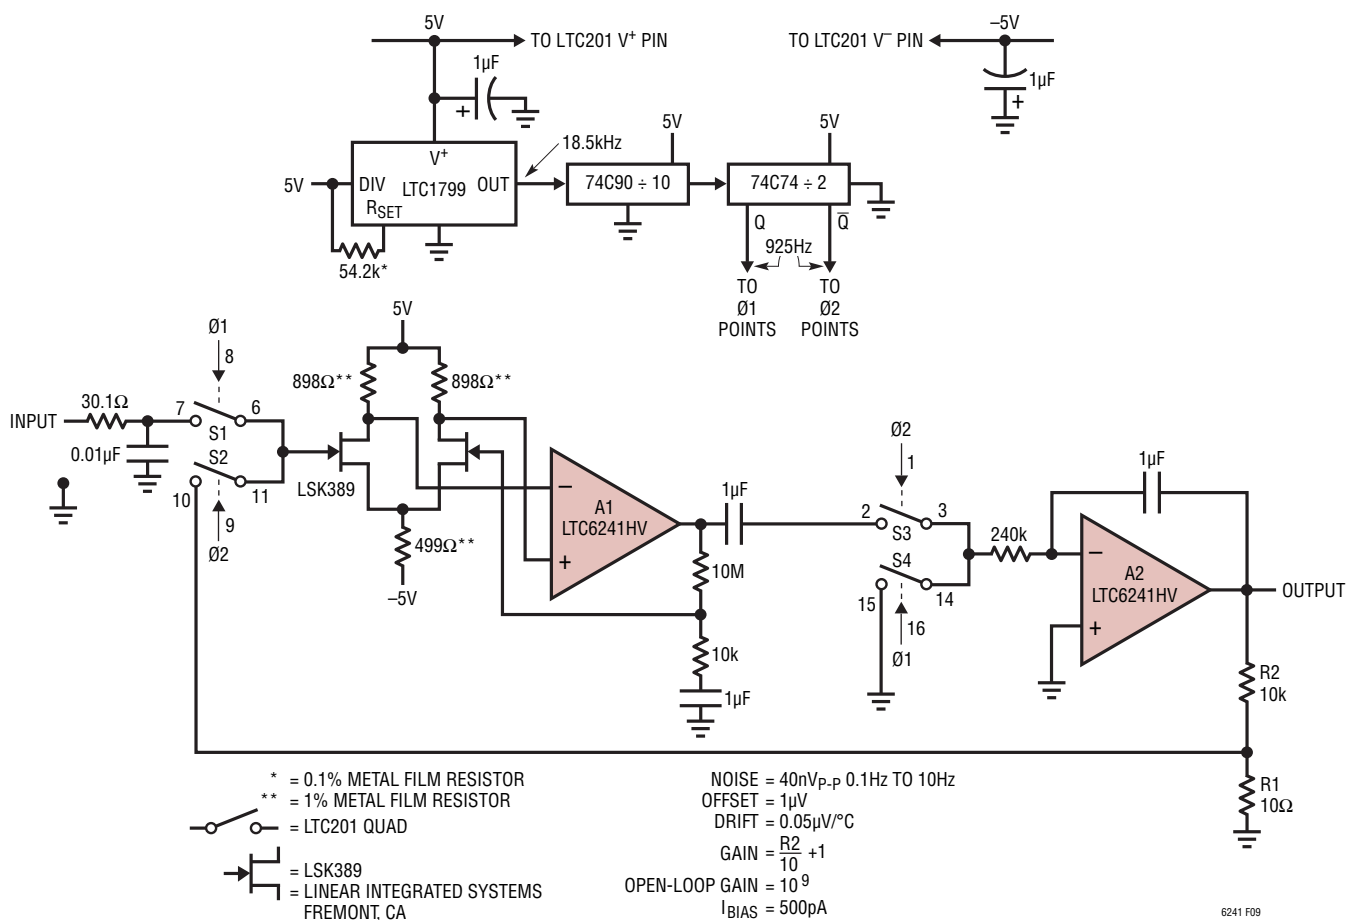 5V
TO LTC201 V+ PIN
TO LTC201 V– PIN
–5V
1µF
+
1µF
+
18.5kHz
5V
5V
V+
5V
DIV
LTC1799
OUT
RSET
74C90 ÷ 10
74C74 ÷ 2
54.2k*
Q
Q̅
925Hz
TO
Ø1
POINTS
TO
Ø2
POINTS
5V
Ø1
8
898Ω**
898Ω**
30.1Ω
INPUT
7
6
S1
0.01µF
S2
10
11
9
Ø2
LSK389
499Ω**
–5V
–
A1
LTC6241HV
+
1µF
10M
10k
1µF
Ø2
1
2
3
S3
S4
15
14
16
Ø1
240k
1µF
–
A2
LTC6241HV
+
OUTPUT
R2
10k
R1
10Ω
* = 0.1% METAL FILM RESISTOR
** = 1% METAL FILM RESISTOR
= LTC201 QUAD
= LSK389
= LINEAR INTEGRATED SYSTEMS
FREMONT, CA
NOISE = 40nVP-P 0.1Hz TO 10Hz
OFFSET = 1µV
DRIFT = 0.05µV/°C
GAIN = R2/10 +1
OPEN-LOOP GAIN = 10^9
IBIAS = 500pA
6241 F09